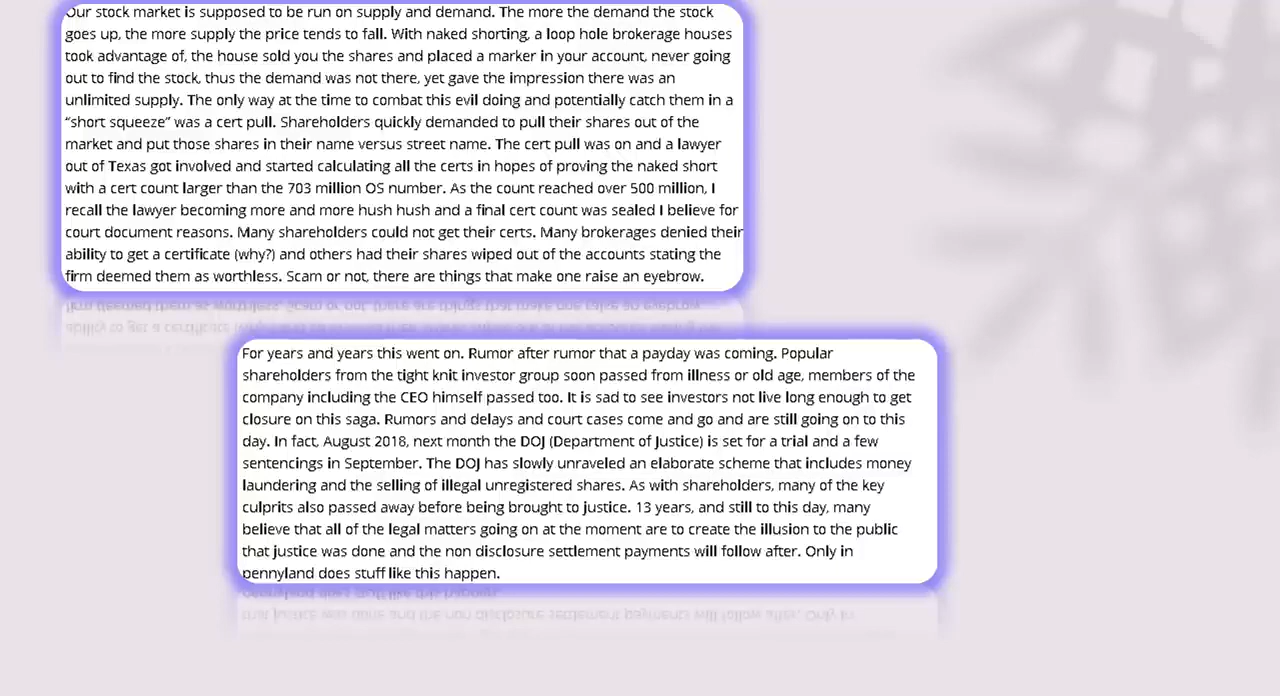 Our stock market is supposed to be run on supply and demand. The more the demand the stock
goes up, the more supply the price tends to fall. With naked shorting, a loop hole brokerage houses
took advantage of, the house sold you the shares and placed a marker in your account, never going
out to find the stock, thus the demand was not there, yet gave the impression there was an
unlimited supply. The only way at the time to combat this evil doing and potentially catch them in a
“short squeeze” was a cert pull. Shareholders quickly demanded to pull their shares out of the
market and put those shares in their name versus street name. The cert pull was on and a lawyer
out of Texas got involved and started calculating all the certs in hopes of proving the naked short
with a cert count larger than the 703 million OS number. As the count reached over 500 million, I
recall the lawyer becoming more and more hush hush and a final cert count was sealed I believe for
court document reasons. Many shareholders could not get their certs. Many brokerages denied their
ability to get a certificate (why?) and others had their shares wiped out of the accounts stating the
firm deemed them as worthless. Scam or not, there are things that make one raise an eyebrow.
For years and years this went on. Rumor after rumor that a payday was coming. Popular
shareholders from the tight knit investor group soon passed from illness or old age, members of the
company including the CEO himself passed too. It is sad to see investors not live long enough to get
closure on this saga. Rumors and delays and court cases come and go and are still going on to this
day. In fact, August 2018, next month the DOJ (Department of Justice) is set for a trial and a few
sentencings in September. The DOJ has slowly unraveled an elaborate scheme that includes money
laundering and the selling of illegal unregistered shares. As with shareholders, many of the key
culprits also passed away before being brought to justice. 13 years, and still to this day, many
believe that all of the legal matters going on at the moment are to create the illusion to the public
that justice was done and the non disclosure settlement payments will follow after. Only in
pennyland does stuff like this happen.